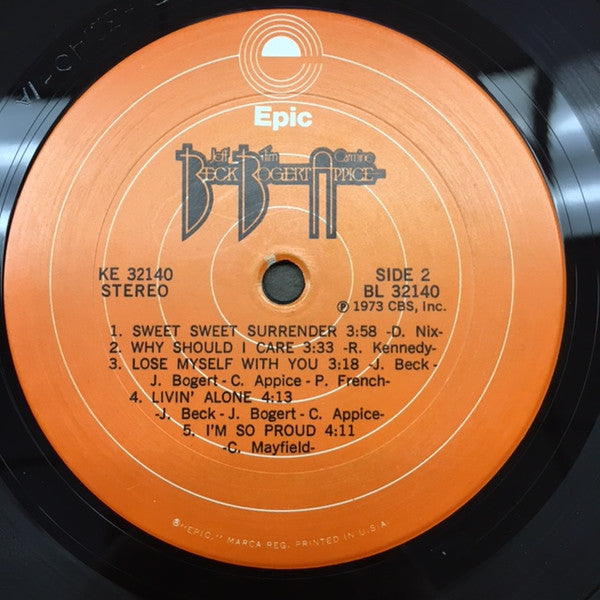 Epic
Jeff Tim Carmine
BECK BOGERT APPICE
KE 32140
STEREO
SIDE 2
BL 32140
℗ 1973 CBS, Inc.
1. SWEET SWEET SURRENDER 3:58 -D. Nix-
2. WHY SHOULD I CARE 3:33 -R. Kennedy-
3. LOSE MYSELF WITH YOU 3:18 -J. Beck -
J. Bogert - C. Appice - P. French-
4. LIVIN' ALONE 4:13
-J. Beck - J. Bogert - C. Appice-
5. I'M SO PROUD 4:11
-C. Mayfield-
®"EPIC," MARCA REG. PRINTED IN U.S.A.